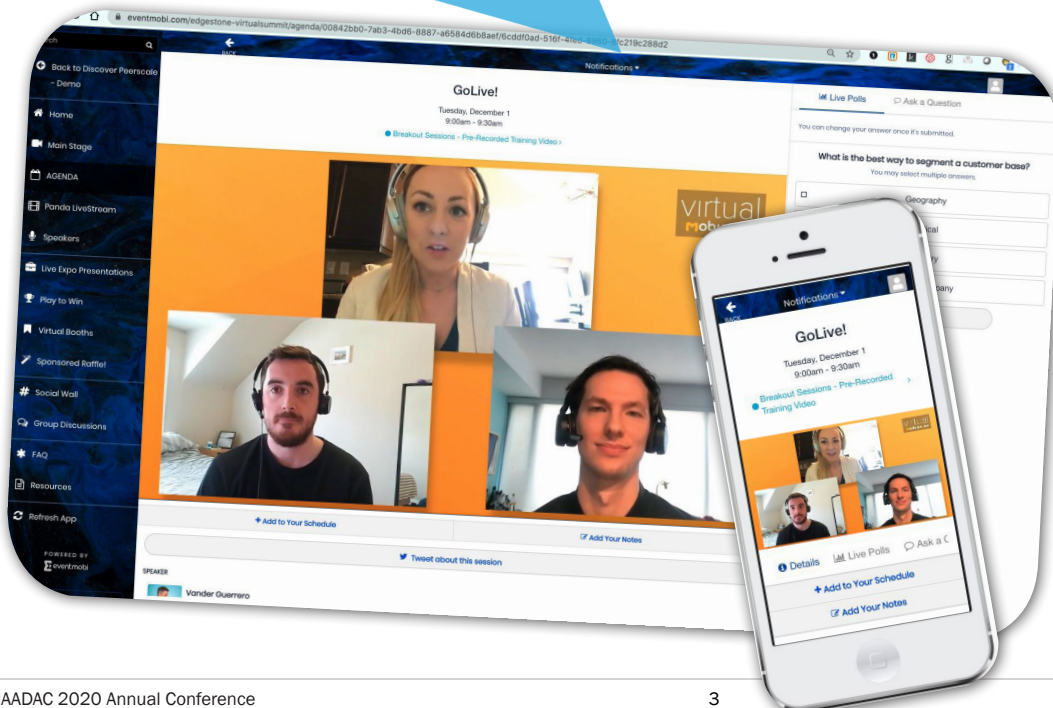 eventmobi.com/edgestone-virtualsummit/agenda/00842bb0-7ab3-4bd6-8887-a6584d6b8aef/6cddf0ad-516f-
Back to Discover Peerscale
- Demo
Home
Main Stage
AGENDA
Panda LiveStream
Speakers
Live Expo Presentations
Play to Win
Virtual Booths
Sponsored Raffle!
Social Wall
Group Discussions
FAQ
Resources
Refresh App
POWERED BY
eventmobi
BACK
Notifications
GoLive!
Tuesday, December 1
9:00am - 9:30am
Breakout Sessions - Pre-Recorded Training Video
virtual
+ Add to Your Schedule
Add Your Notes
Tweet about this session
SPEAKER
Vander Guerrero
Live Polls
Ask a Question
You can change your answer once it's submitted.
What is the best way to segment a customer base?
You may select multiple answers.
Geography
BACK
Notifications
GoLive!
Tuesday, December 1
9:00am - 9:30am
Breakout Sessions - Pre-Recorded
Training Video
Details
Live Polls
Ask a
+ Add to Your Schedule
Add Your Notes
AADAC 2020 Annual Conference
3